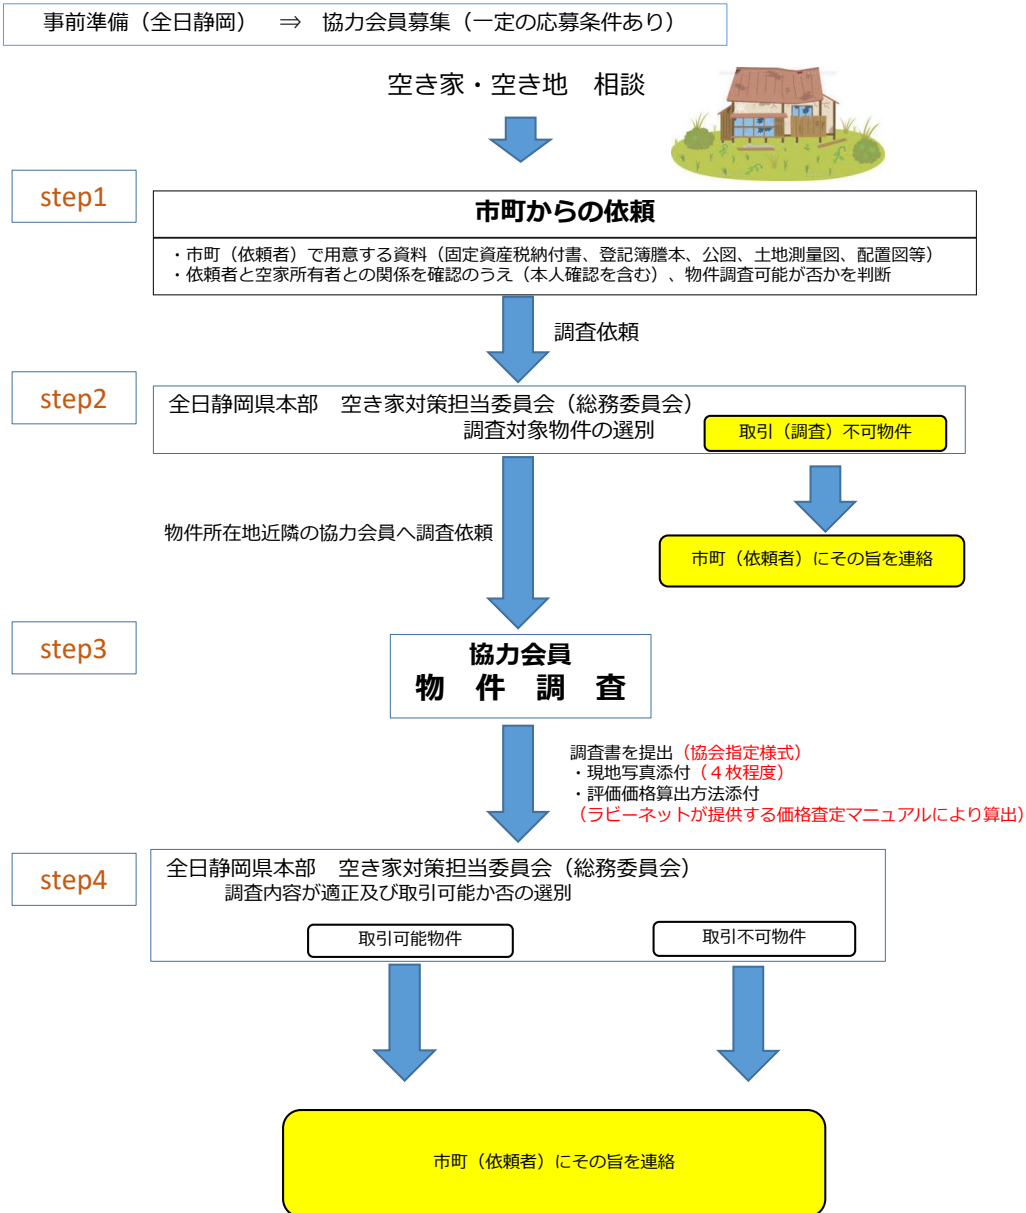 事前準備（全日静岡）　⇒　協力会員募集（一定の応募条件あり）
空き家・空き地　相談
step1
市町からの依頼
・市町（依頼者）で用意する資料（固定資産税納付書、登記簿謄本、公図、土地測量図、配置図等）
・依頼者と空家所有者との関係を確認のうえ（本人確認を含む）、物件調査可能が否かを判断
調査依頼
step2
全日静岡県本部　空き家対策担当委員会（総務委員会）
調査対象物件の選別
取引（調査）不可物件
物件所在地近隣の協力会員へ調査依頼
市町（依頼者）にその旨を連絡
step3
協力会員
物　件　調　査
調査書を提出（協会指定様式）
・現地写真添付（４枚程度）
・評価価格算出方法添付
（ラビーネットが提供する価格査定マニュアルにより算出）
step4
全日静岡県本部　空き家対策担当委員会（総務委員会）
調査内容が適正及び取引可能か否の選別
取引可能物件
取引不可物件
市町（依頼者）にその旨を連絡